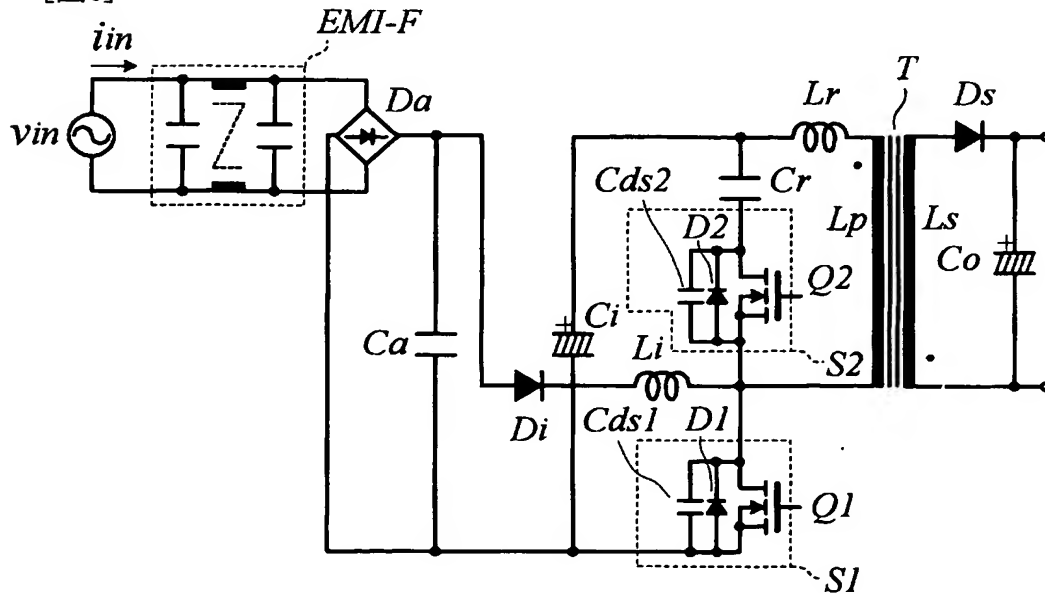 EMI-F
iin
Da
Lr
T
Ds
vin
Cds2
Cr
D2
Lp
Ls
Co
Q2
Ci
Ca
Li
S2
Di
Cds1
D1
Q1
S1